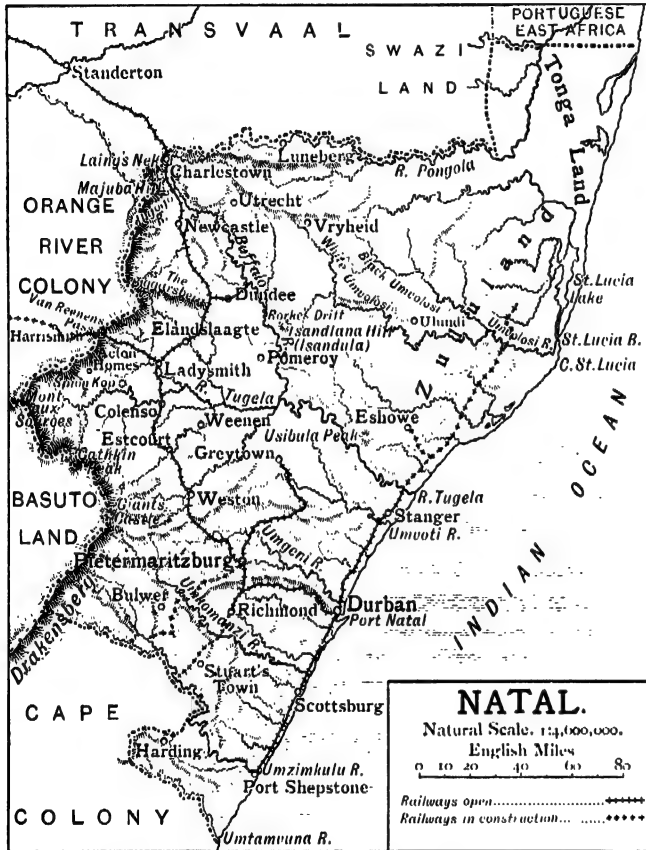 TRANSVAAL
PORTUGUESE
EAST AFRICA
SWAZI
LAND
Standerton
Tonga
Land
Luneberg
R. Pongola
Laing's Nek
Charlestown
Majuba Hill
Utrecht
ORANGE
RIVER
COLONY
Newcastle
Vryheid
Buffalo
R.
White Umvolosi
Black Umvolosi
Zululand
St. Lucia
Lake
The
Biggarsberg
Dundee
Van Reenens
Pass
Rorkes Drift
Isandlana Hill
(Isandula)
Ulundi
Umvolosi R.
St. Lucia R.
C. St. Lucia
Harrismith
Elandslaagte
Acton
Homes
Pomeroy
Ladysmith
Spion Kop
R. Tugela
Mont
aux
Sources
Colenso
Weenen
Eshowe
Estcourt
Usibula Peak
Greytown
Cathkin
Peak
BASUTO
LAND
Giants
Castle
Weston
R. Tugela
Stanger
Umvoti R.
INDIAN OCEAN
Pietermaritzburg
Umgeni R.
Drakensberg
Bulwer
Umkomanzi R.
Richmond
Durban
Port Natal
Stuart's
Town
CAPE
COLONY
Scottsburg
Harding
Umzimkulu R.
Port Shepstone
Umtamvuna R.
NATAL.
Natural Scale, 1:4,000,000.
English Miles
0 10 20 40 60 80
Railways open
Railways in construction